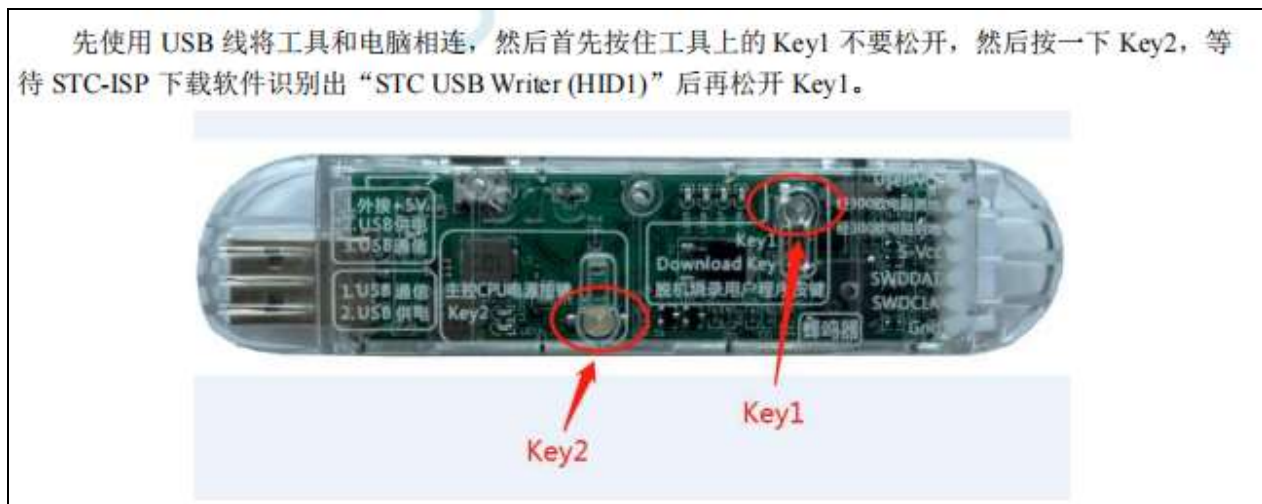 先使用 USB 线将工具和电脑相连，然后首先按住工具上的 Key1 不要松开，然后按一下 Key2，等
待 STC-ISP 下载软件识别出“STC USB Writer (HID1)”后再松开 Key1。
1.外接+5V
2.USB供电
3.USB通信
1.USB 通信
2.USB 供电
主控CPU电源按键
Key2
Key1
Download Key
脱机烧录用户程序按键
S-Vcc
SWDDAT
SWDCLK
Gnd
蜂鸣器
Key1
Key2